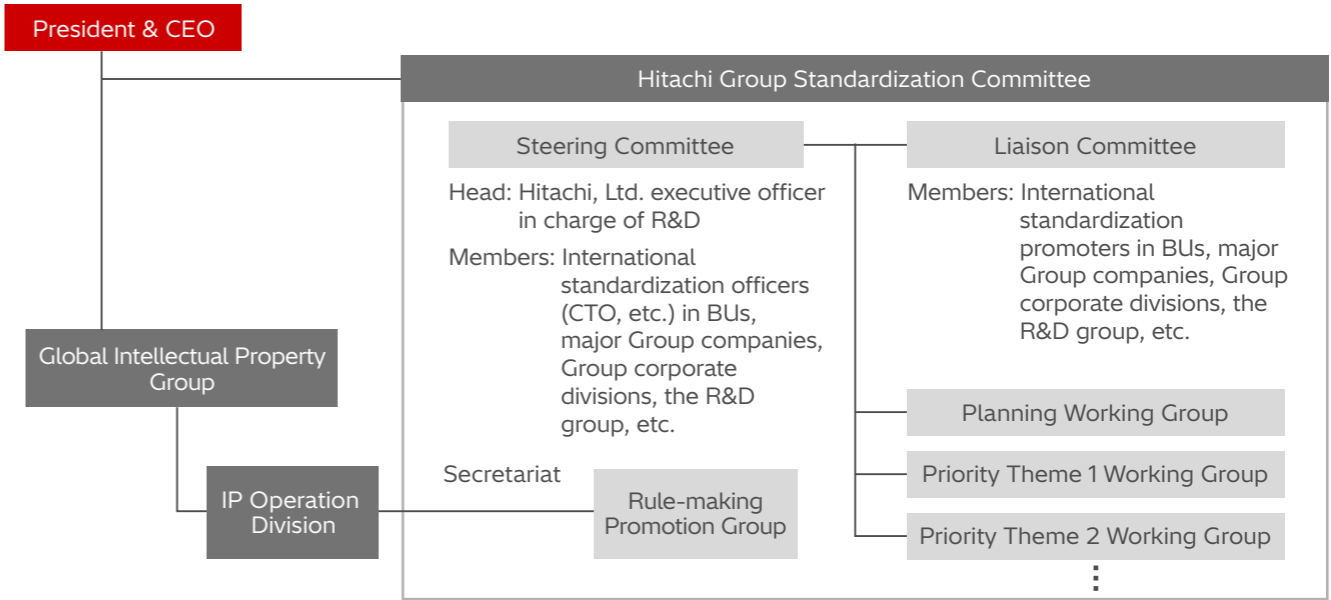 President & CEO
Hitachi Group Standardization Committee
Steering Committee
Head: Hitachi, Ltd. executive officer
in charge of R&D
Members: International
standardization officers
(CTO, etc.) in BUs,
major Group companies,
Group corporate
divisions, the R&D
group, etc.
Liaison Committee
Members: International
standardization
promoters in BUs, major
Group companies, Group
corporate divisions, the
R&D group, etc.
Global Intellectual Property
Group
Planning Working Group
Priority Theme 1 Working Group
Priority Theme 2 Working Group
IP Operation
Division
Secretariat
Rule-making
Promotion Group